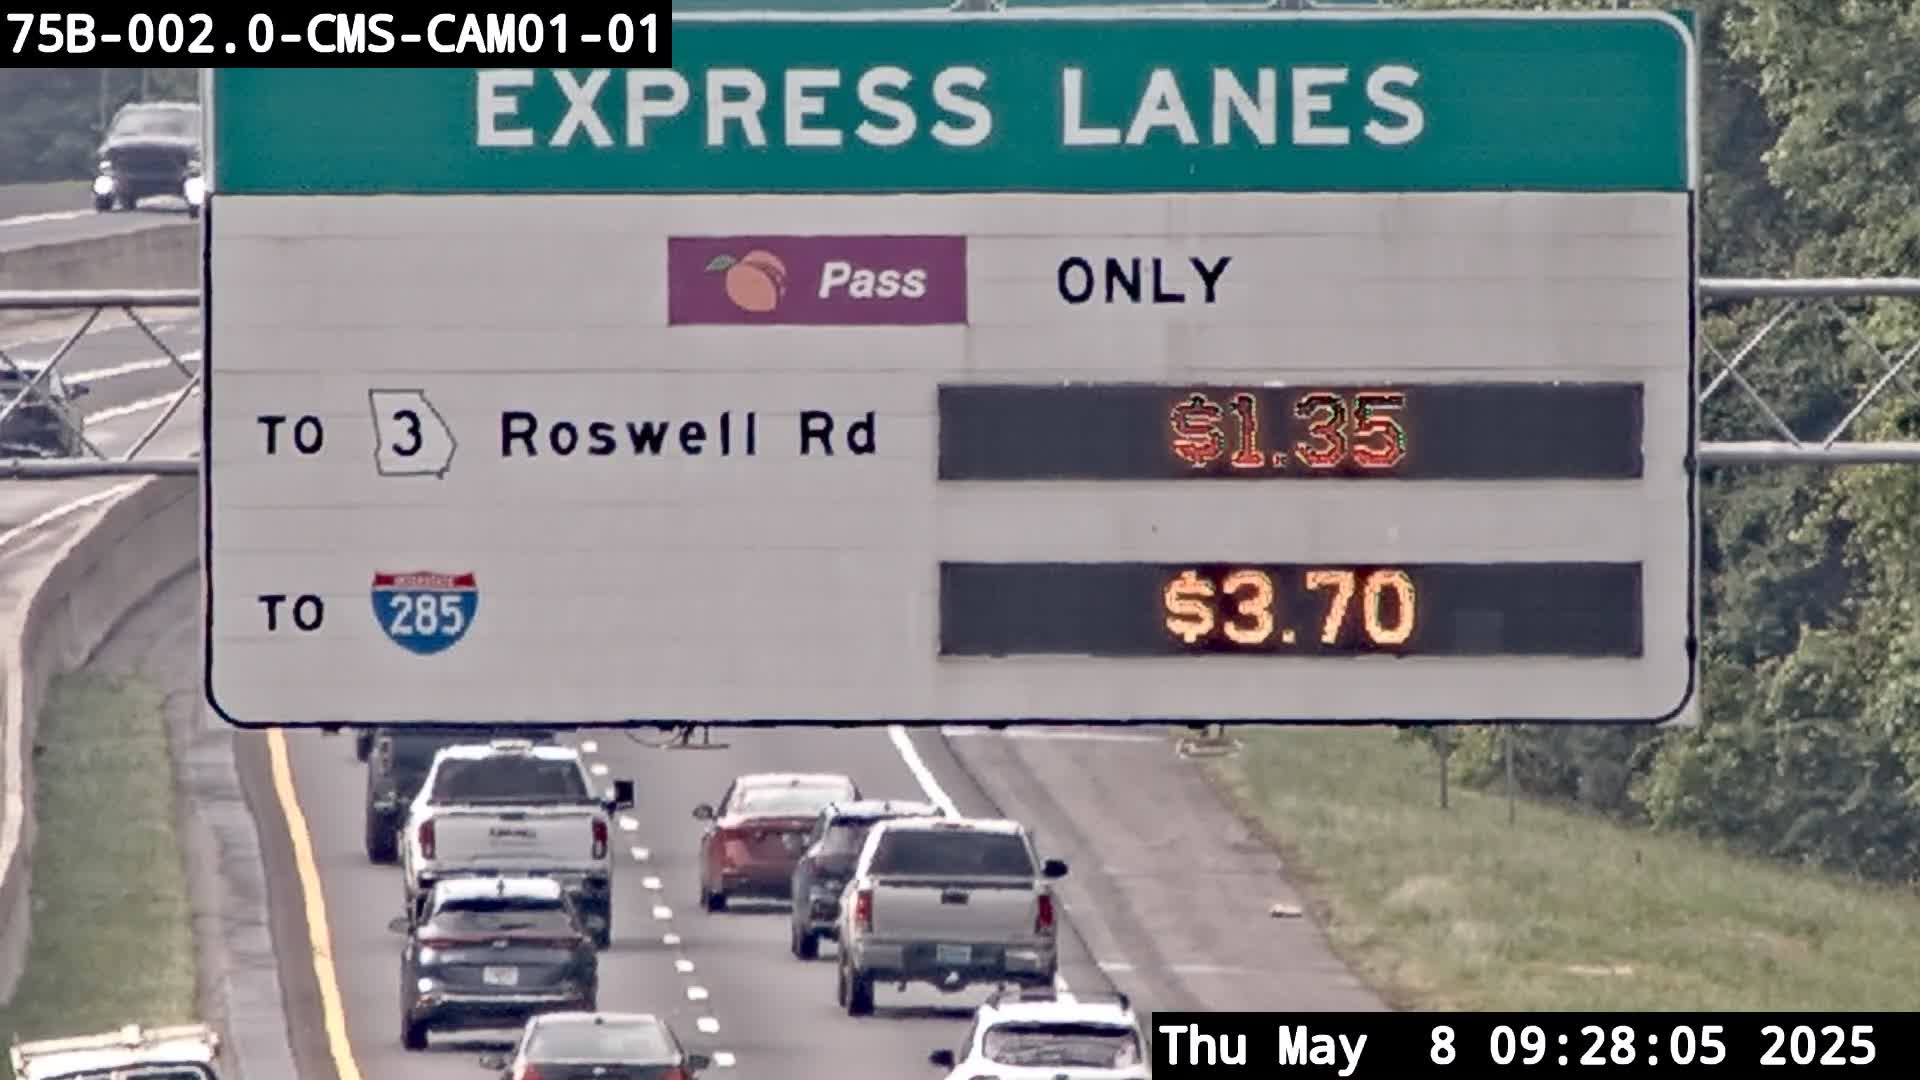 75B-002.0-CMS-CAM01-01
EXPRESS LANES
Pass ONLY
TO 3 Roswell Rd $1.35
TO INTERSTATE 285 $3.70
Thu May 8 09:28:05 2025